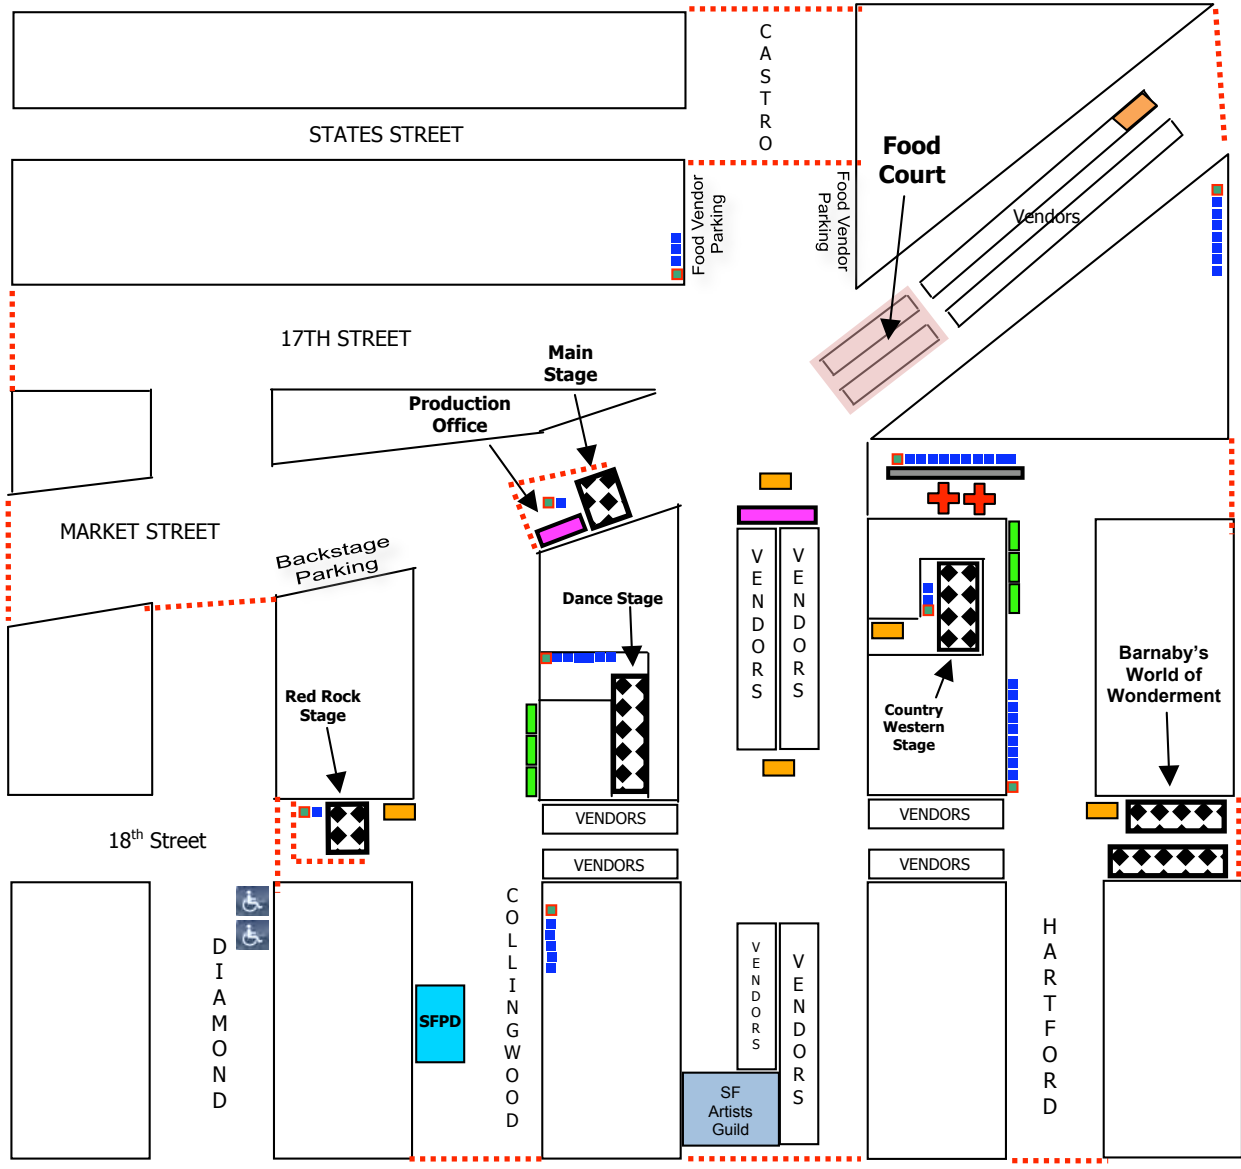 CASTRO
STATES STREET
Food
Court
Food Vendor
Parking
Food Vendor
Parking
Vendors
17TH STREET
Main
Stage
Production
Office
MARKET STREET
Backstage
Parking
VENDORS
VENDORS
Dance Stage
Barnaby's
World of
Wonderment
Red Rock
Stage
Country
Western
Stage
VENDORS
VENDORS
18th Street
VENDORS
VENDORS
COLLINGWOOD
DIAMOND
HARTFORD
VENDORS
VENDORS
SFPD
SF
Artists
Guild